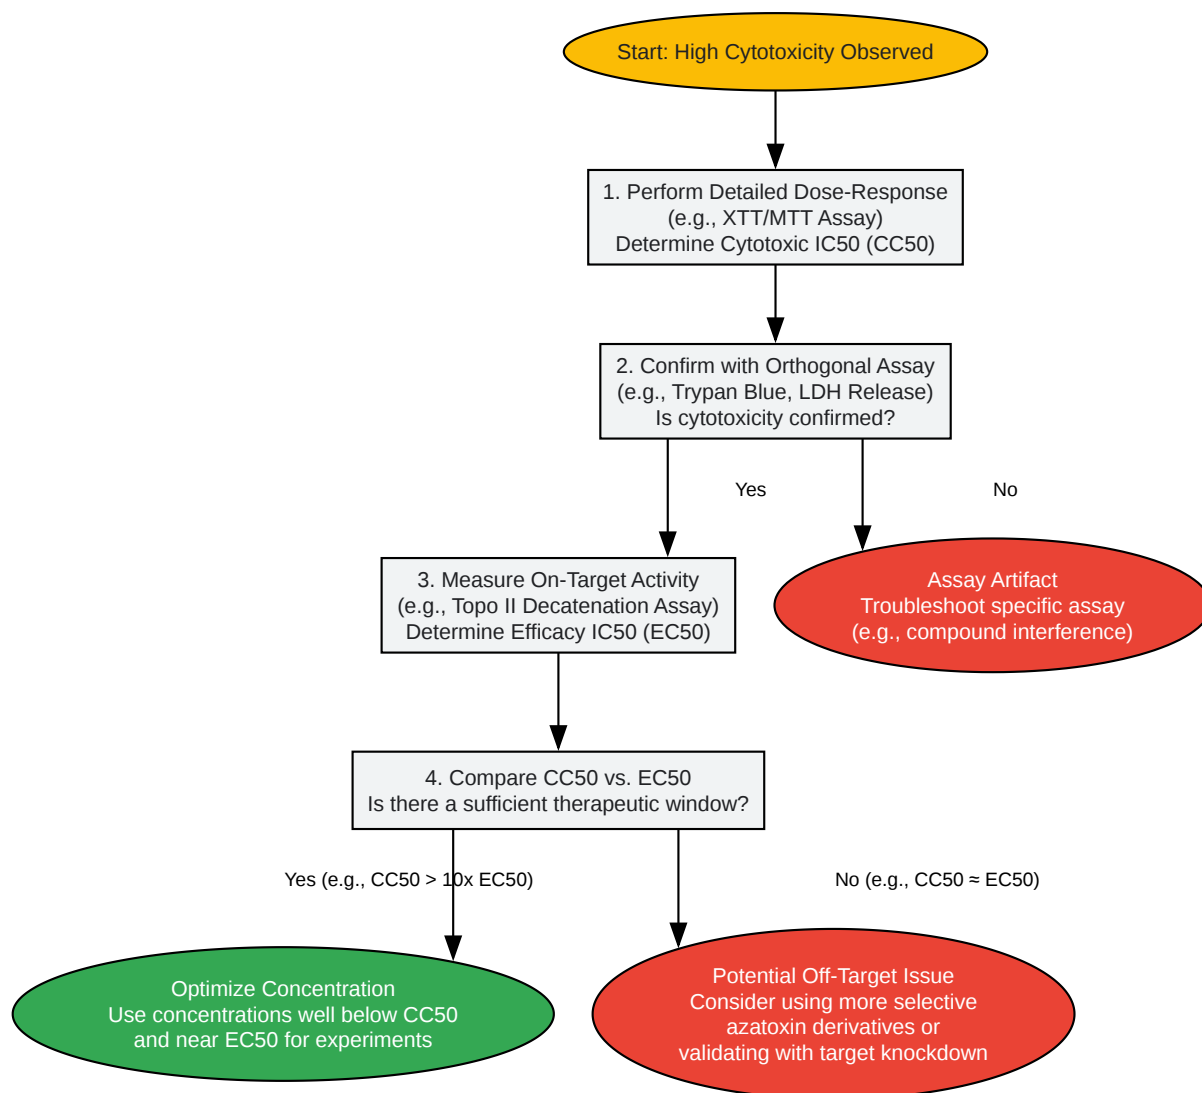 Start: High Cytotoxicity Observed
1. Perform Detailed Dose-Response
(e.g., XTT/MTT Assay)
Determine Cytotoxic IC50 (CC50)
2. Confirm with Orthogonal Assay
(e.g., Trypan Blue, LDH Release)
Is cytotoxicity confirmed?
Yes
No
3. Measure On-Target Activity
(e.g., Topo II Decatenation Assay)
Determine Efficacy IC50 (EC50)
Assay Artifact
Troubleshoot specific assay
(e.g., compound interference)
4. Compare CC50 vs. EC50
Is there a sufficient therapeutic window?
Yes (e.g., CC50 > 10x EC50)
No (e.g., CC50 ≈ EC50)
Optimize Concentration
Use concentrations well below CC50
and near EC50 for experiments
Potential Off-Target Issue
Consider using more selective
azatoxin derivatives or
validating with target knockdown